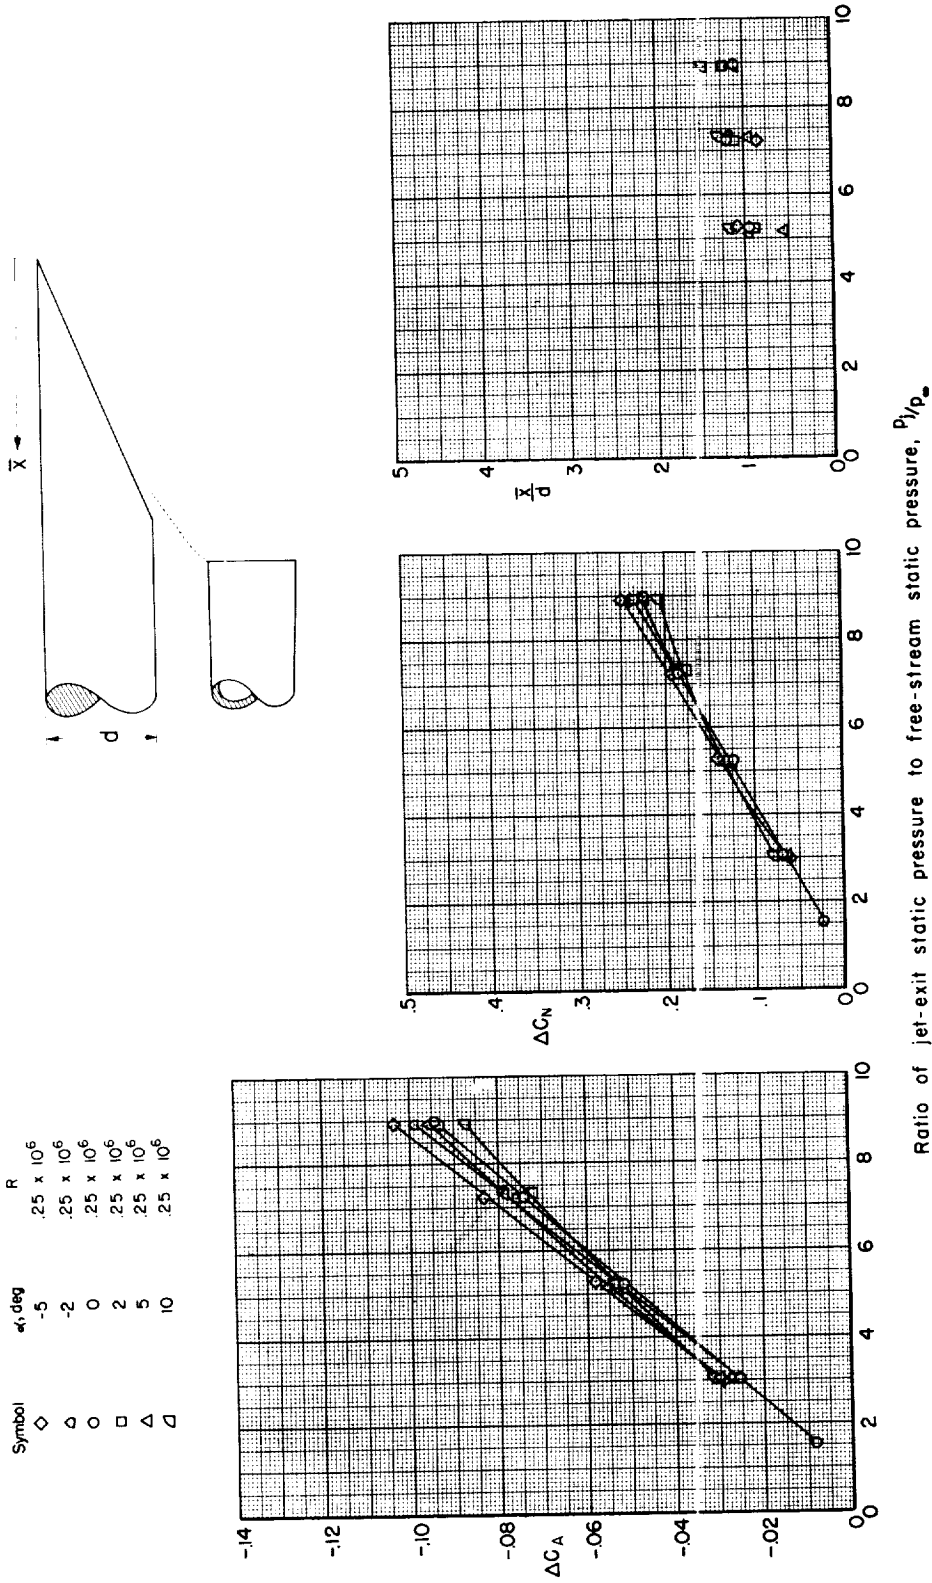 Symbol α, deg R
-5 .25 x 10⁶
-2 .25 x 10⁶
0 .25 x 10⁶
2 .25 x 10⁶
5 .25 x 10⁶
10 .25 x 10⁶
x̄
d
-.14
-.12
-.10
-.08
ΔC_A
-.06
-.04
-.02
0
0 2 4 6 8 10
.5
.4
ΔC_N
.3
.2
.1
0
0 2 4 6 8 10
5
4
x̄/d
3
2
1
0
0 2 4 6 8 10
Ratio of jet-exit static pressure to free-stream static pressure, p_j/p_∞